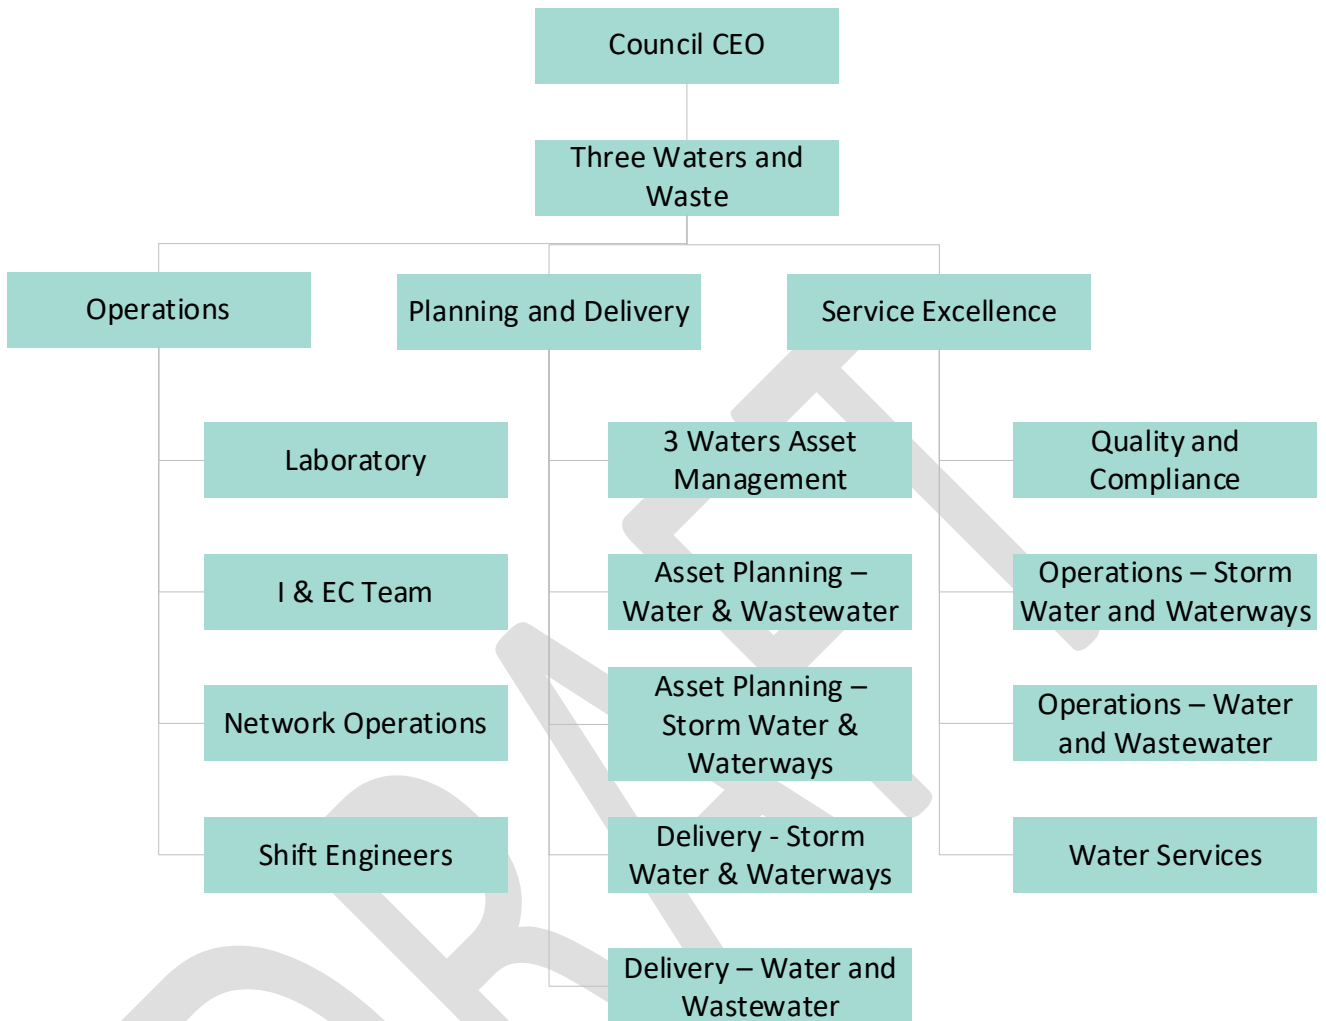 Council CEO
Three Waters and
Waste
Operations
Planning and Delivery
Service Excellence
Laboratory
I & EC Team
Network Operations
Shift Engineers
3 Waters Asset
Management
Asset Planning –
Water & Wastewater
Asset Planning –
Storm Water &
Waterways
Delivery - Storm
Water & Waterways
Delivery – Water and
Wastewater
Quality and
Compliance
Operations – Storm
Water and Waterways
Operations – Water
and Wastewater
Water Services
DRAFT